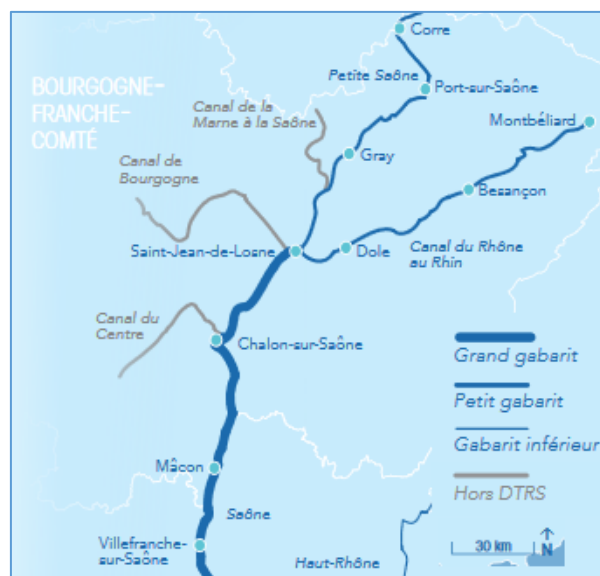 Corre
Petite Saône
BOURGOGNE-
FRANCHE-
COMTÉ
Port-sur-Saône
Canal de la
Marne à la Saône
Montbéliard
Gray
Canal de
Bourgogne
Besançon
Saint-Jean-de-Losne
Dole
Canal du Rhône
au Rhin
Canal du
Centre
Chalon-sur-Saône
Grand gabarit
Petit gabarit
Gabarit inférieur
Mâcon
Hors DTRS
Saône
Villefranche-
sur-Saône
Haut-Rhône
30 km
N